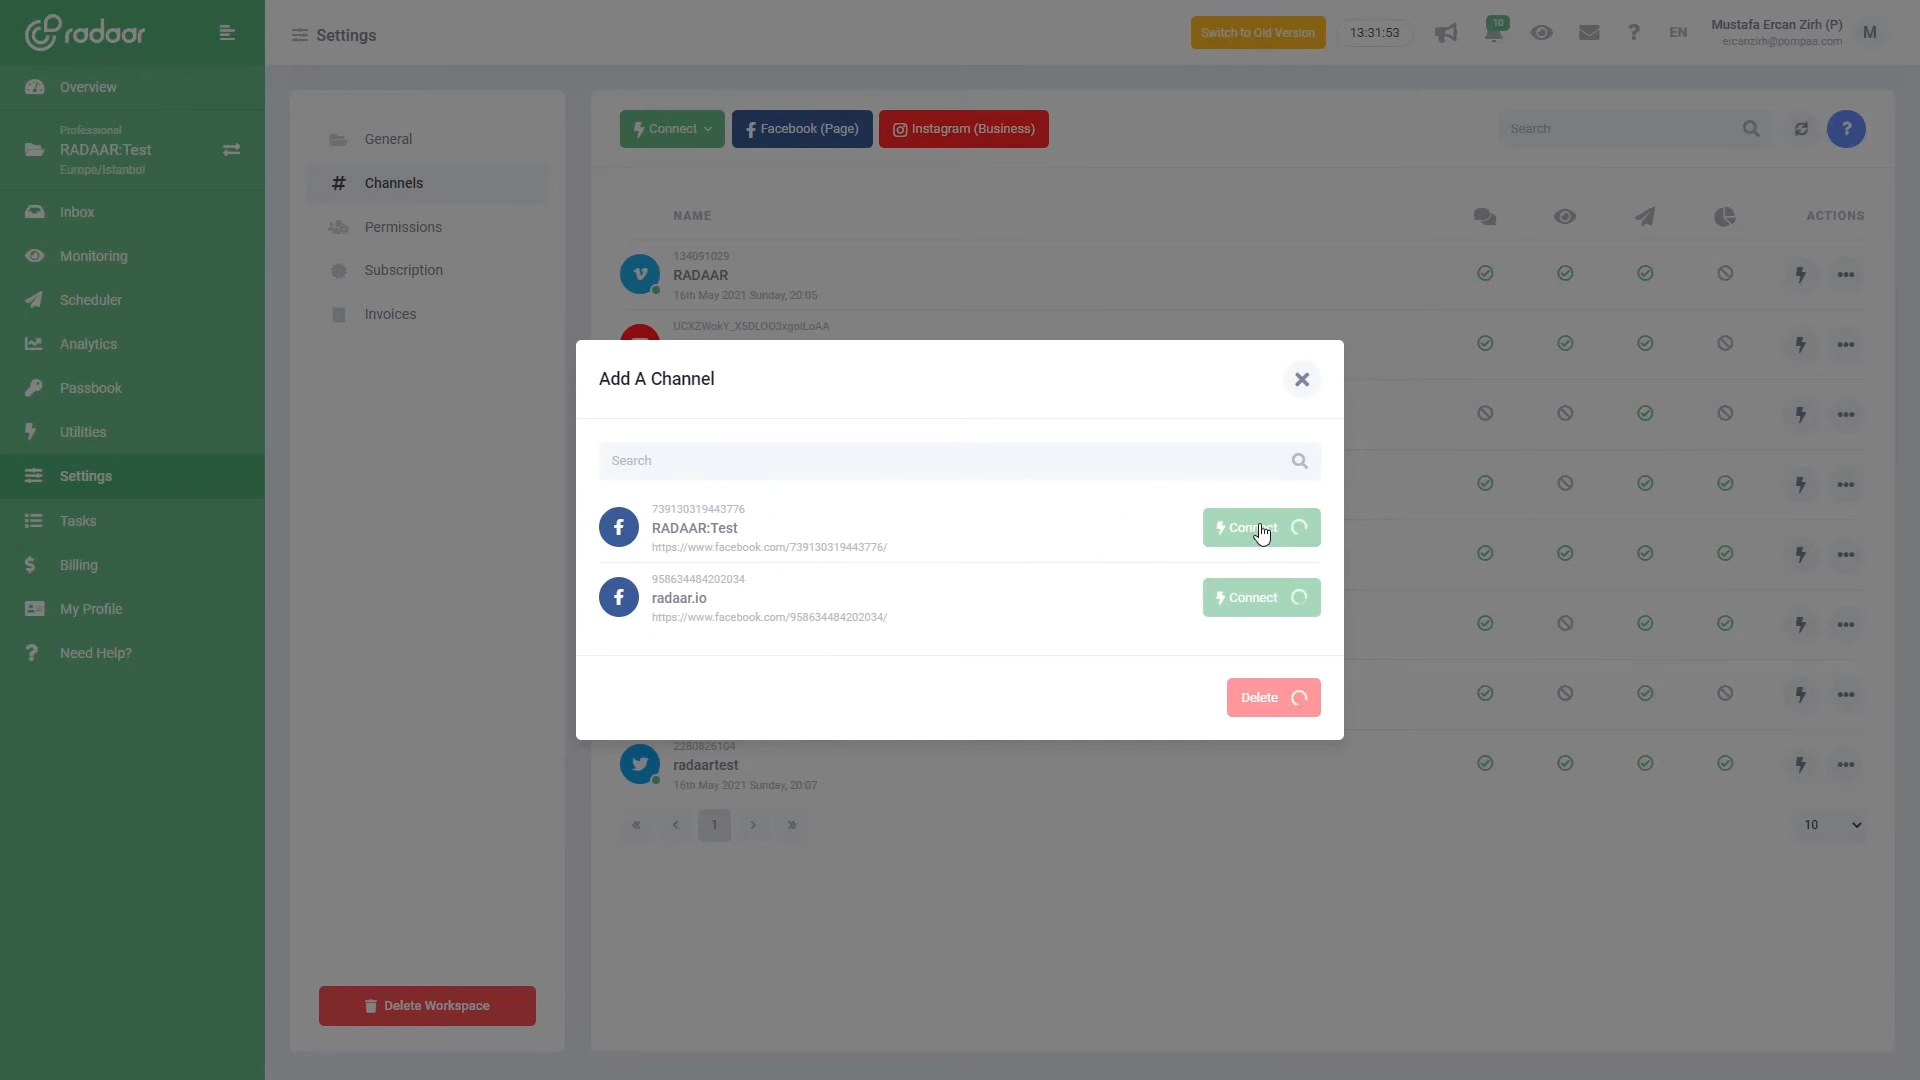 radaar
Settings
Switch to Old Version
13:31:53
10
EN
Mustafa Ercan Zirh (P)
ercanzirh@pompaa.com
M
Overview
Professional
RADAAR:Test
Europe/Istanbul
Inbox
Monitoring
Scheduler
Analytics
Passbook
Utilities
Settings
Tasks
Billing
My Profile
Need Help?
General
Channels
Permissions
Subscription
Invoices
Delete Workspace
Connect
Facebook (Page)
Instagram (Business)
Search
NAME
ACTIONS
134091029
RADAAR
16th May 2021 Sunday, 20:05
Add A Channel
Search
739130319443776
RADAAR:Test
https://www.facebook.com/739130319443776/
Connect
958634484202034
radaar.io
https://www.facebook.com/958634484202034/
Connect
Delete
2280826104
radaartest
16th May 2021 Sunday, 20:07
« ‹ 1 › »
10